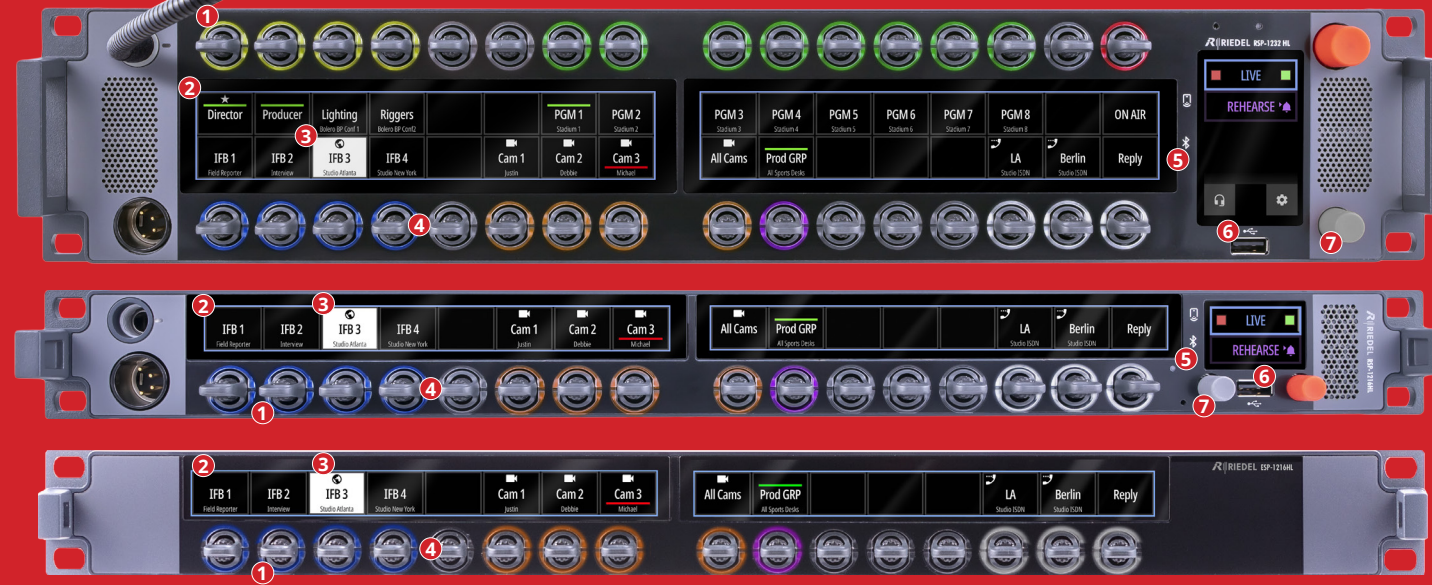 1
RIEDEL RSP-1232 HL
LIVE
REHEARSE
2
Director
Producer
Lighting
Bolero BP Conf 1
Riggers
Bolero BP Conf2
PGM 1
Stadium 1
PGM 2
Stadium 2
PGM 3
Stadium 3
PGM 4
Stadium 4
PGM 5
Stadium 5
PGM 6
Stadium 6
PGM 7
Stadium 7
PGM 8
Stadium 8
ON AIR
3
IFB 1
Field Reporter
IFB 2
Interview
IFB 3
Studio Atlanta
IFB 4
Studio New York
Cam 1
Justin
Cam 2
Debbie
Cam 3
Michael
All Cams
Prod GRP
All Sports Desks
LA
Studio ISDN
Berlin
Studio ISDN
Reply
5
4
6
7
2
3
IFB 1
Field Reporter
IFB 2
Interview
IFB 3
Studio Atlanta
IFB 4
Studio New York
Cam 1
Justin
Cam 2
Debbie
Cam 3
Michael
All Cams
Prod GRP
All Sports Desks
LA
Studio ISDN
Berlin
Studio ISDN
Reply
LIVE
REHEARSE
RIEDEL RSP-1216HL
5
6
4
1
7
2
3
IFB 1
Field Reporter
IFB 2
Interview
IFB 3
Studio Atlanta
IFB 4
Studio New York
Cam 1
Justin
Cam 2
Debbie
Cam 3
Michael
All Cams
Prod GRP
All Sports Desks
LA
Studio ISDN
Berlin
Studio ISDN
Reply
RIEDEL ESP-1216HL
4
1